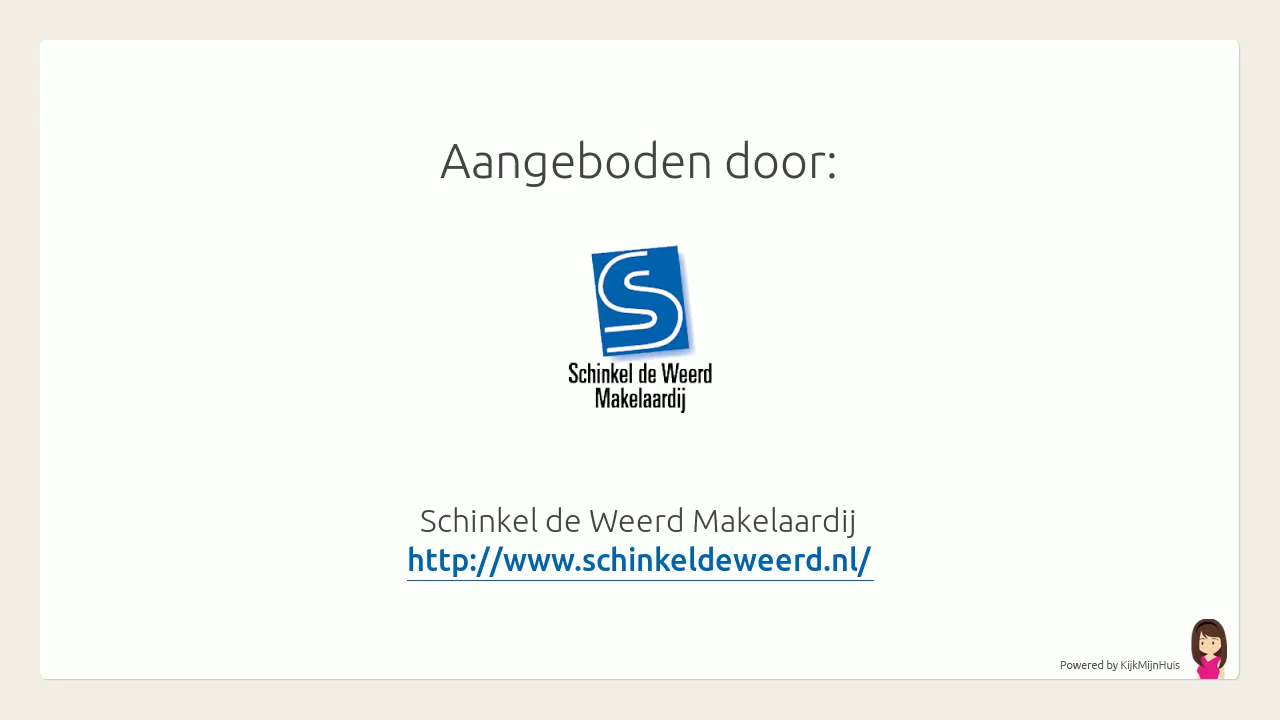 Aangeboden door:
Schinkel de Weerd
Makelaardij
Schinkel de Weerd Makelaardij
http://www.schinkeldeweerd.nl/
Powered by KijkMijnHuis